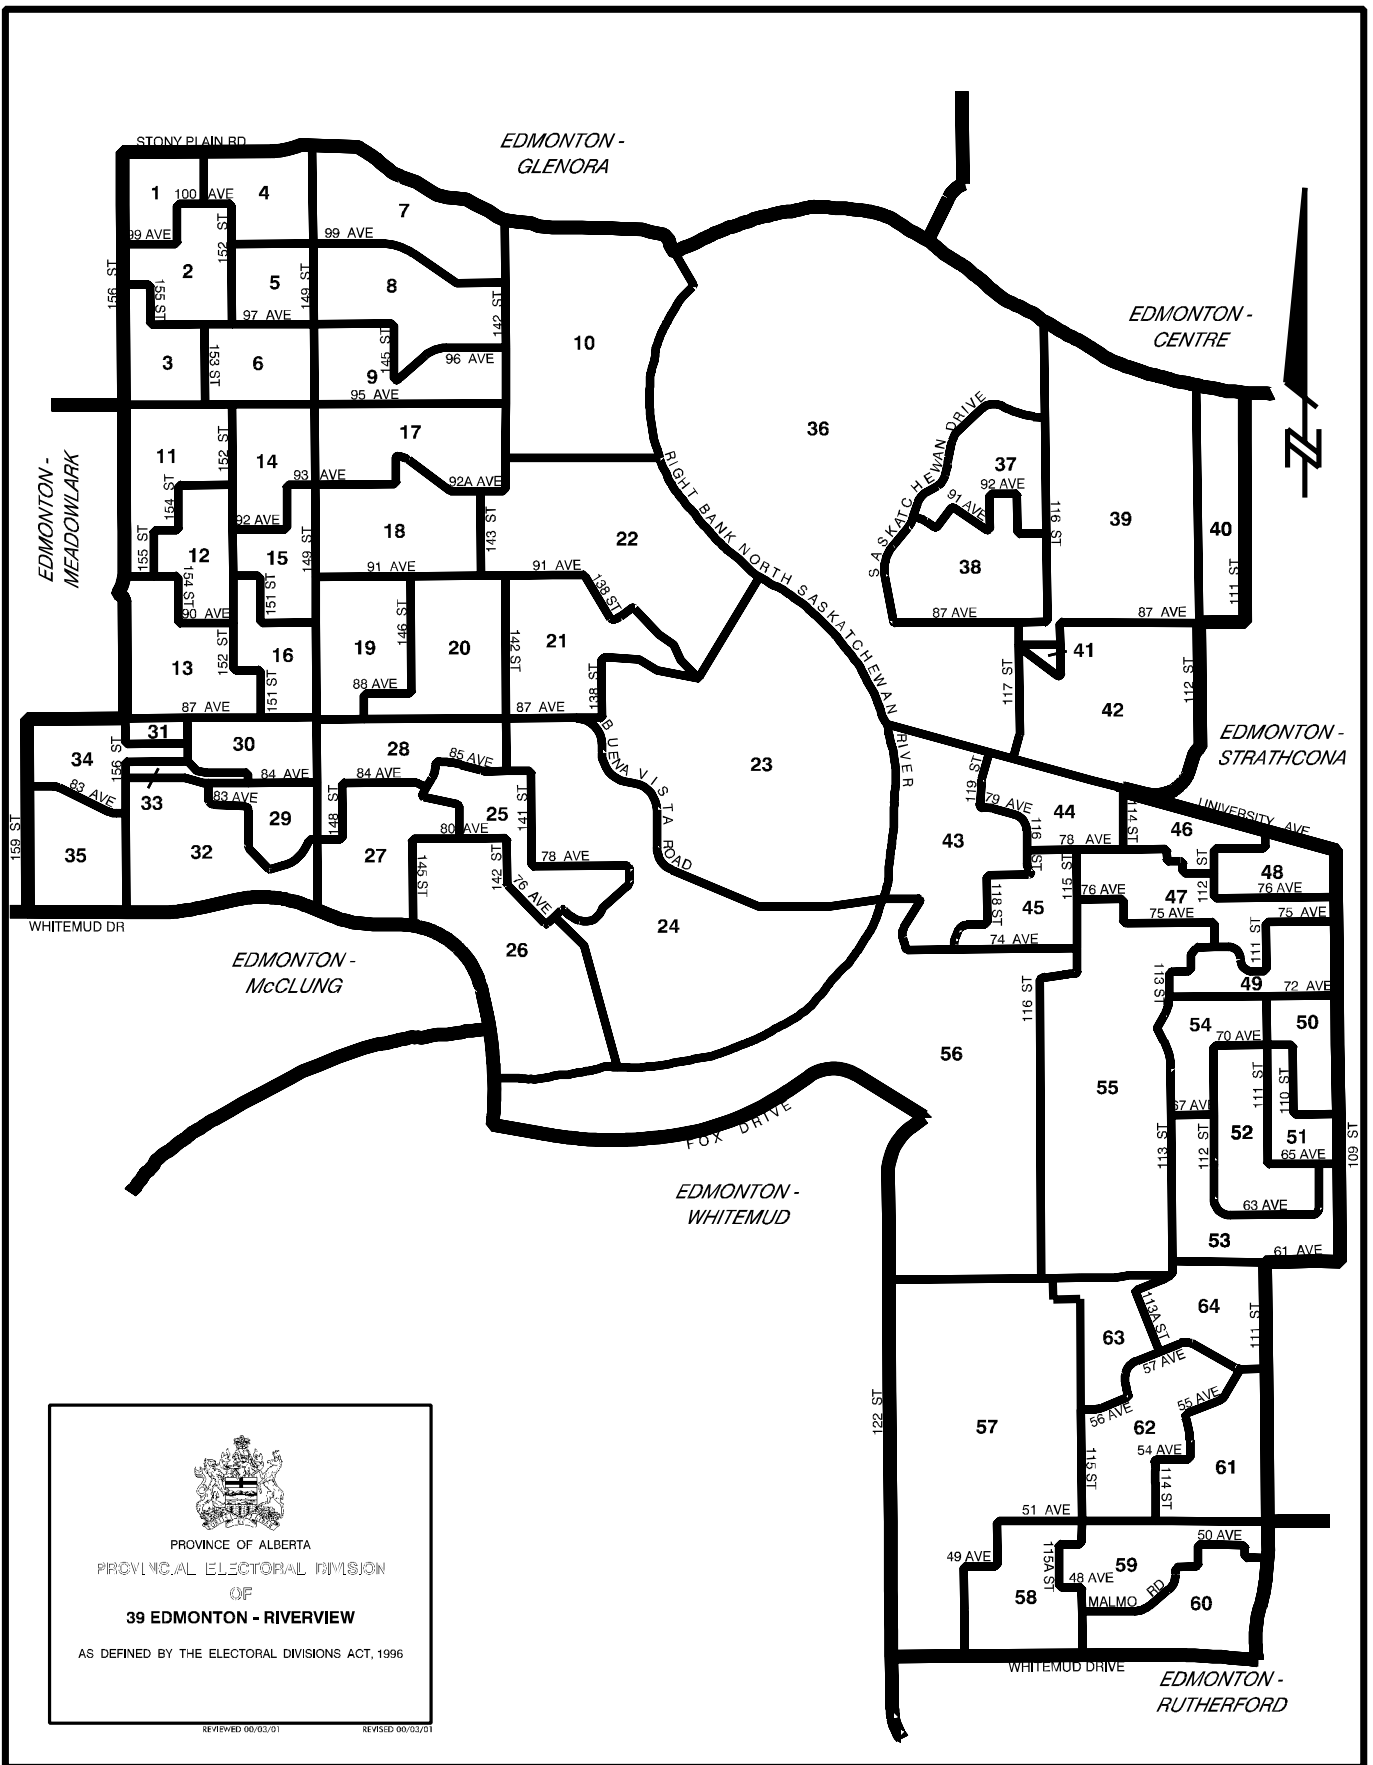 EDMONTON -
GLENORA
STONY PLAIN RD
1
100 AVE
4
7
99 AVE
152 ST
99 AVE
156 ST
2
155 ST
5
149 ST
8
142 ST
EDMONTON -
CENTRE
97 AVE
3
153 ST
6
9
145 ST
96 AVE
95 AVE
10
36
SASKATCHEWAN DRIVE
EDMONTON -
MEADOWLARK
11
152 ST
14
17
93 AVE
92A AVE
154 ST
92 AVE
155 ST
12
15
149 ST
18
143 ST
22
RIGHT BANK NORTH SASKATCHEWAN RIVER
37
92 AVE
91 AVE
116 ST
39
40
38
111 ST
91 AVE
91 AVE
138 ST
154 ST
151 ST
90 AVE
87 AVE
87 AVE
13
152 ST
16
151 ST
19
146 ST
20
142 ST
21
138 ST
88 AVE
87 AVE
87 AVE
41
117 ST
42
112 ST
EDMONTON -
STRATHCONA
31
30
28
34
156 ST
84 AVE
84 AVE
85 AVE
83 AVE
83 AVE
33
29
148 ST
25
141 ST
BUENA VISTA ROAD
23
159 ST
35
32
27
80 AVE
145 ST
142 ST
78 AVE
76 AVE
WHITEMUD DR
26
24
EDMONTON -
McCLUNG
119 ST
79 AVE
44
114 ST
46
UNIVERSITY AVE
43
116 ST
78 AVE
115 ST
112 ST
48
76 AVE
76 AVE
47
118 ST
45
75 AVE
75 AVE
74 AVE
111 ST
113 ST
49
72 AVE
116 ST
54
50
70 AVE
56
111 ST
110 ST
55
67 AVE
52
51
113 ST
112 ST
65 AVE
109 ST
63 AVE
53
61 AVE
FOX DRIVE
EDMONTON -
WHITEMUD
64
113A ST
111 ST
63
57 AVE
122 ST
55 AVE
56 AVE
57
62
54 AVE
115 ST
114 ST
61
51 AVE
50 AVE
49 AVE
115A ST
59
48 AVE
58
MALMO RD
60
WHITEMUD DRIVE
EDMONTON -
RUTHERFORD
PROVINCE OF ALBERTA
PROVINCIAL ELECTORAL DIVISION
OF
39 EDMONTON - RIVERVIEW
AS DEFINED BY THE ELECTORAL DIVISIONS ACT, 1996
REVIEWED 00/03/01
REVISED 00/03/01